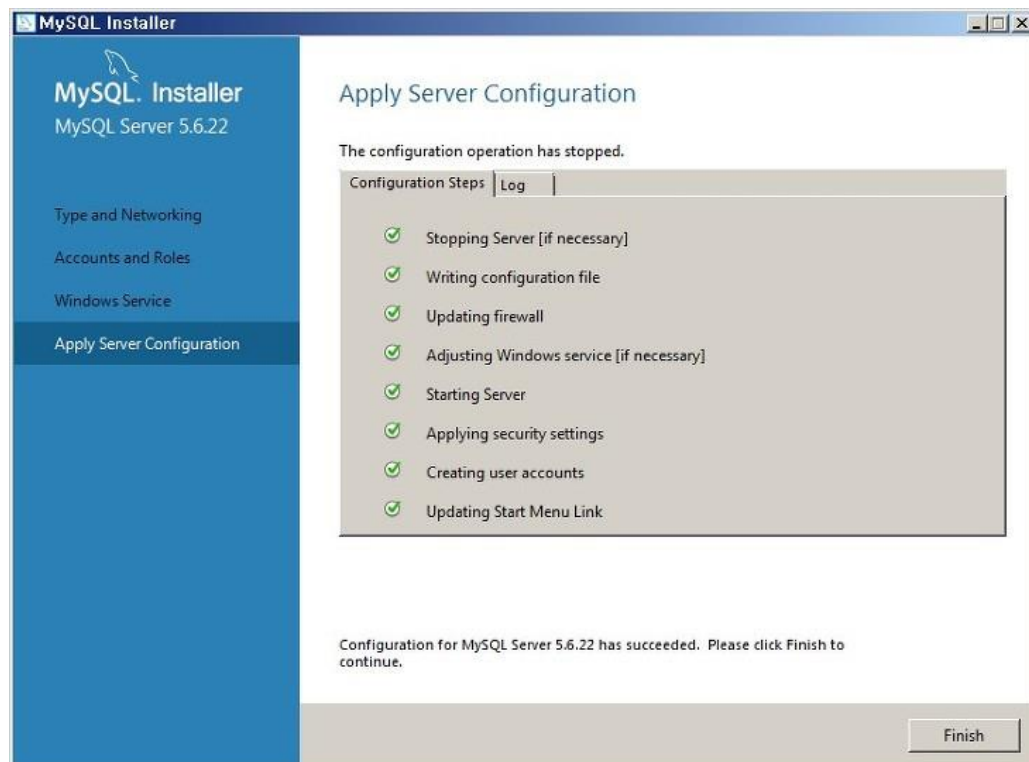 MySQL Installer
MySQL. Installer
MySQL Server 5.6.22
Type and Networking
Accounts and Roles
Windows Service
Apply Server Configuration
Apply Server Configuration
The configuration operation has stopped.
Configuration Steps Log
Stopping Server [if necessary]
Writing configuration file
Updating firewall
Adjusting Windows service [if necessary]
Starting Server
Applying security settings
Creating user accounts
Updating Start Menu Link
Configuration for MySQL Server 5.6.22 has succeeded. Please click Finish to
continue.
Finish